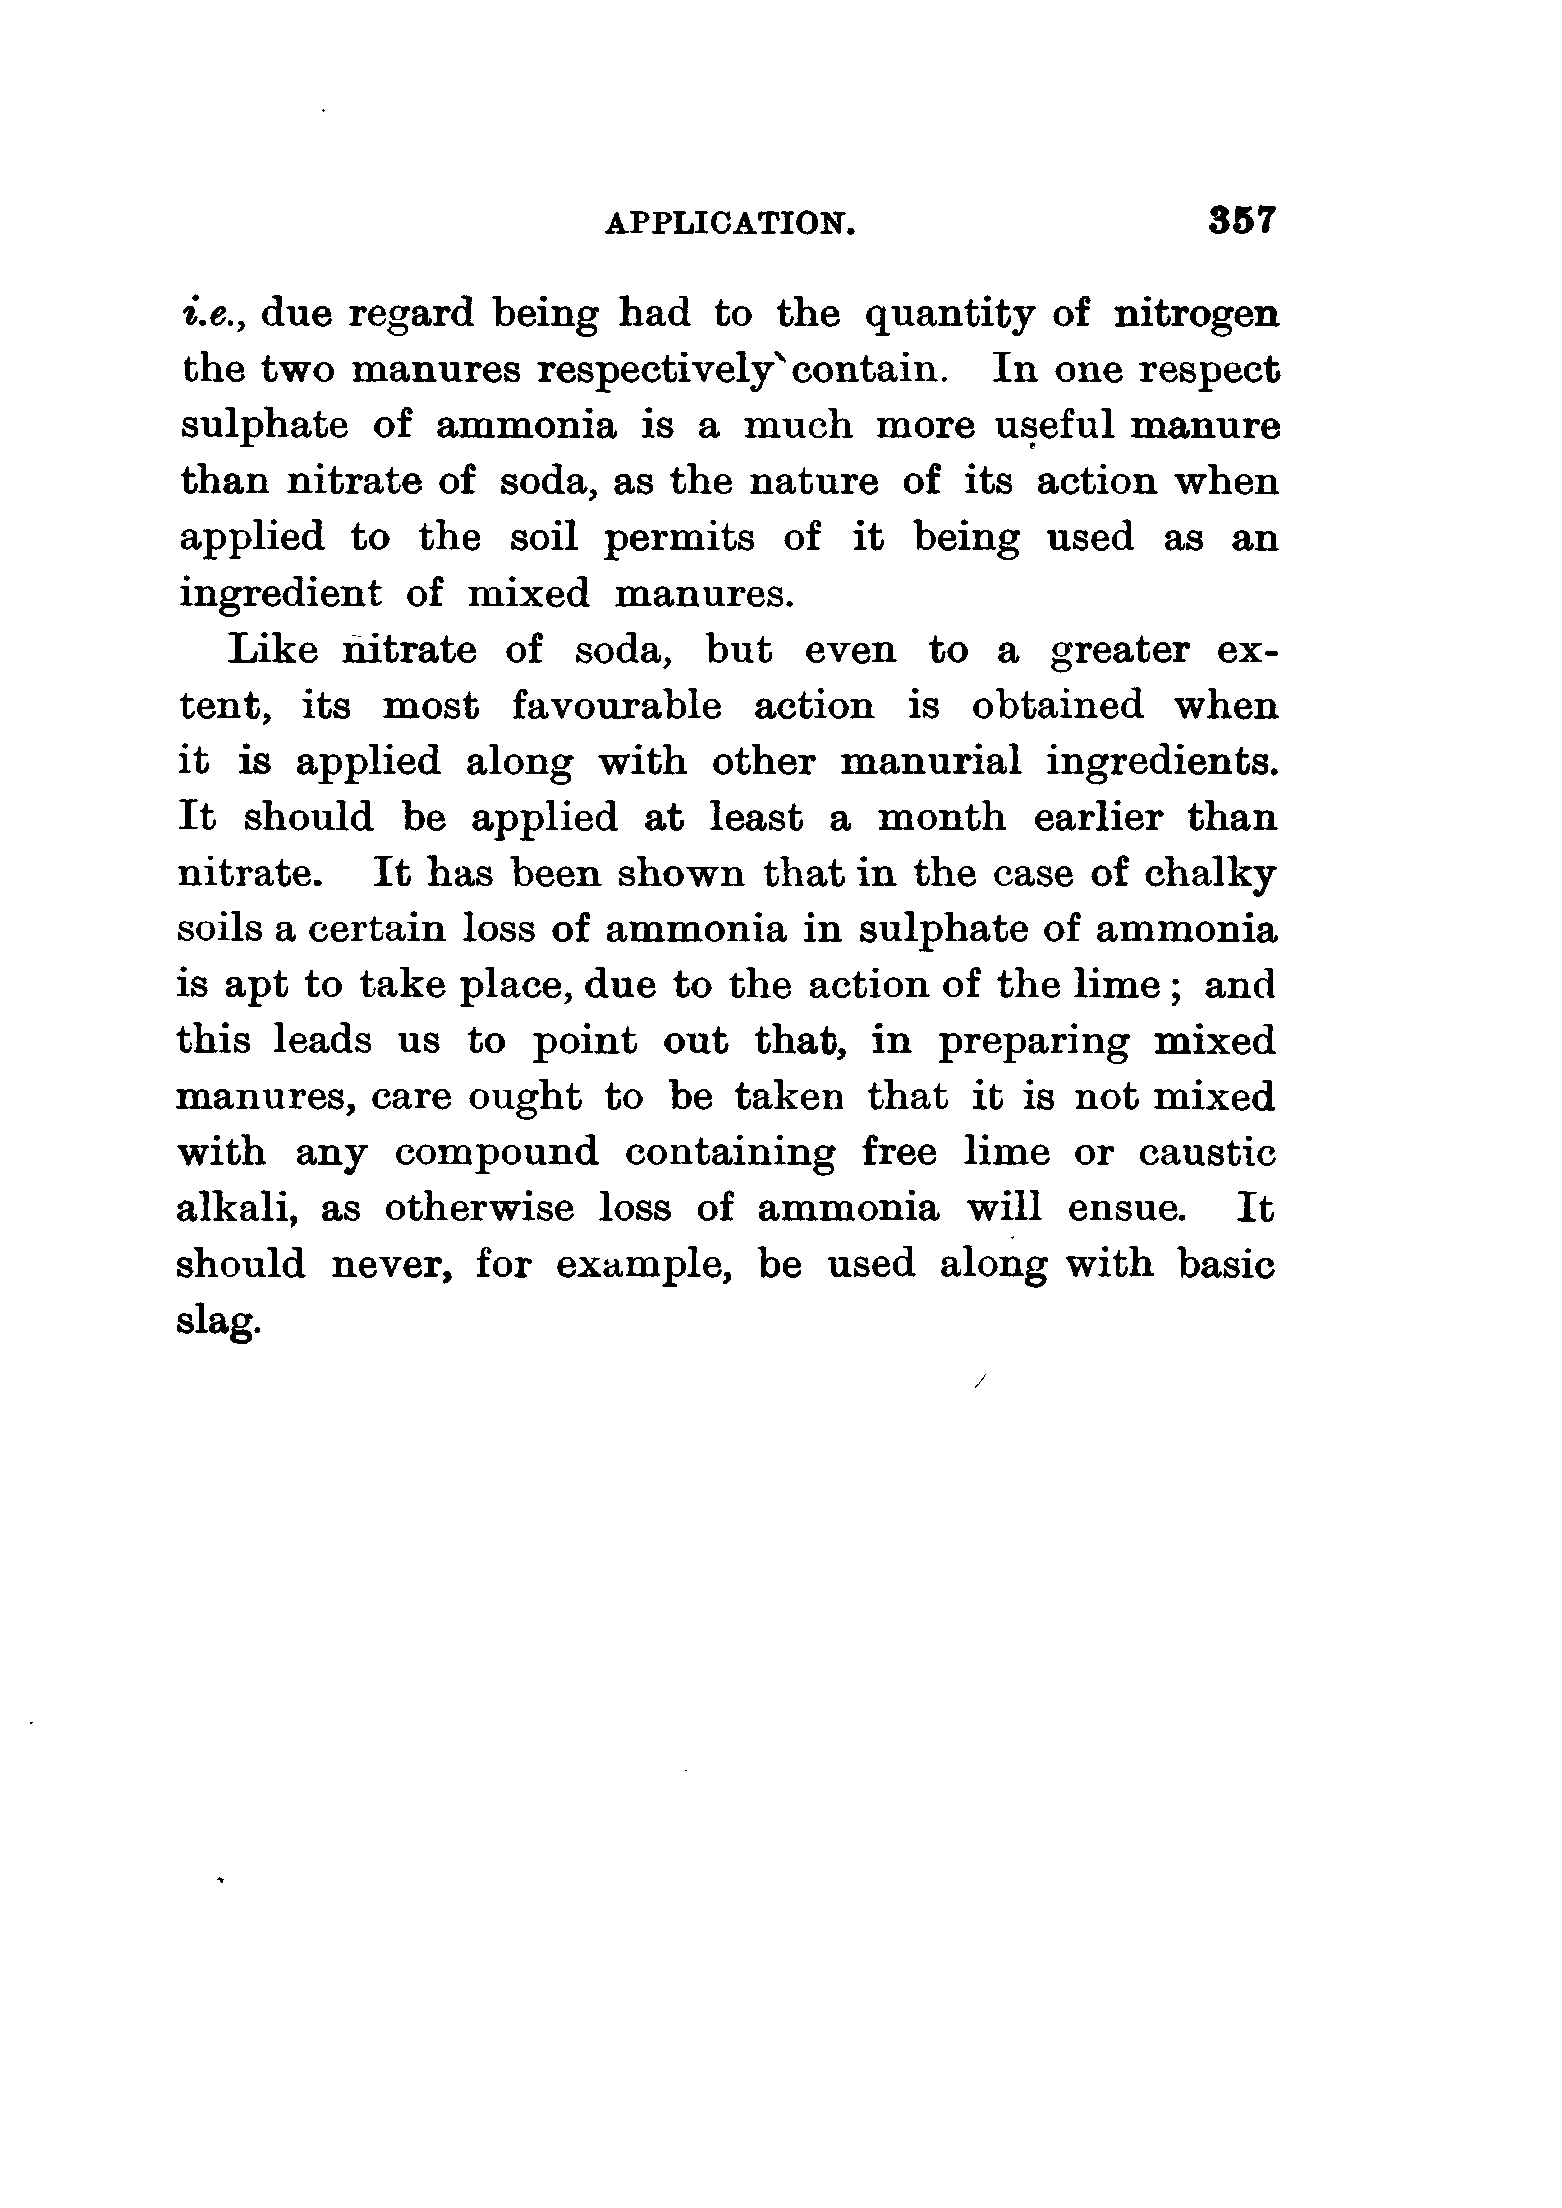 APPLICATION. 357
i.e., due regard being had to the quantity of nitrogen
the two manures respectively contain. In one respect
sulphate of ammonia is a much more useful manure
than nitrate of soda, as the nature of its action when
applied to the soil permits of it being used as an
ingredient of mixed manures.
Like nitrate of soda, but even to a greater ex-
tent, its most favourable action is obtained when
it is applied along with other manurial ingredients.
It should be applied at least a month earlier than
nitrate. It has been shown that in the case of chalky
soils a certain loss of ammonia in sulphate of ammonia
is apt to take place, due to the action of the lime ; and
this leads us to point out that, in preparing mixed
manures, care ought to be taken that it is not mixed
with any compound containing free lime or caustic
alkali, as otherwise loss of ammonia will ensue. It
should never, for example, be used along with basic
slag.